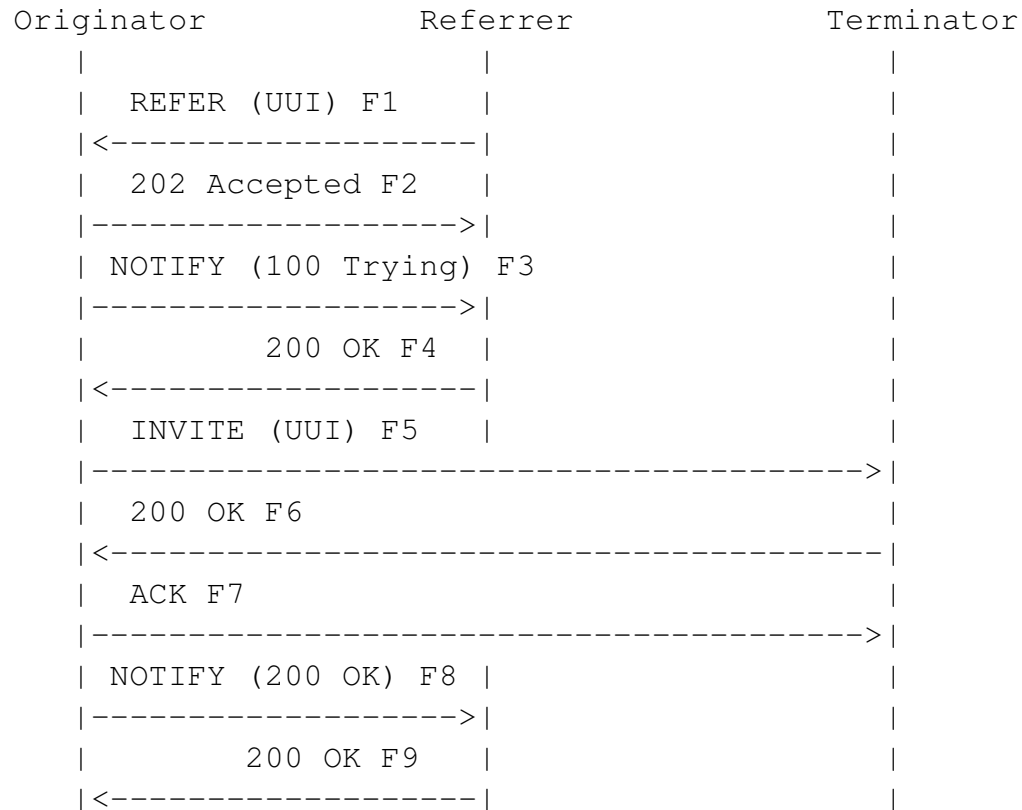 Originator Referrer Terminator
REFER (UUI) F1
202 Accepted F2
NOTIFY (100 Trying) F3
200 OK F4
INVITE (UUI) F5
200 OK F6
ACK F7
NOTIFY (200 OK) F8
200 OK F9